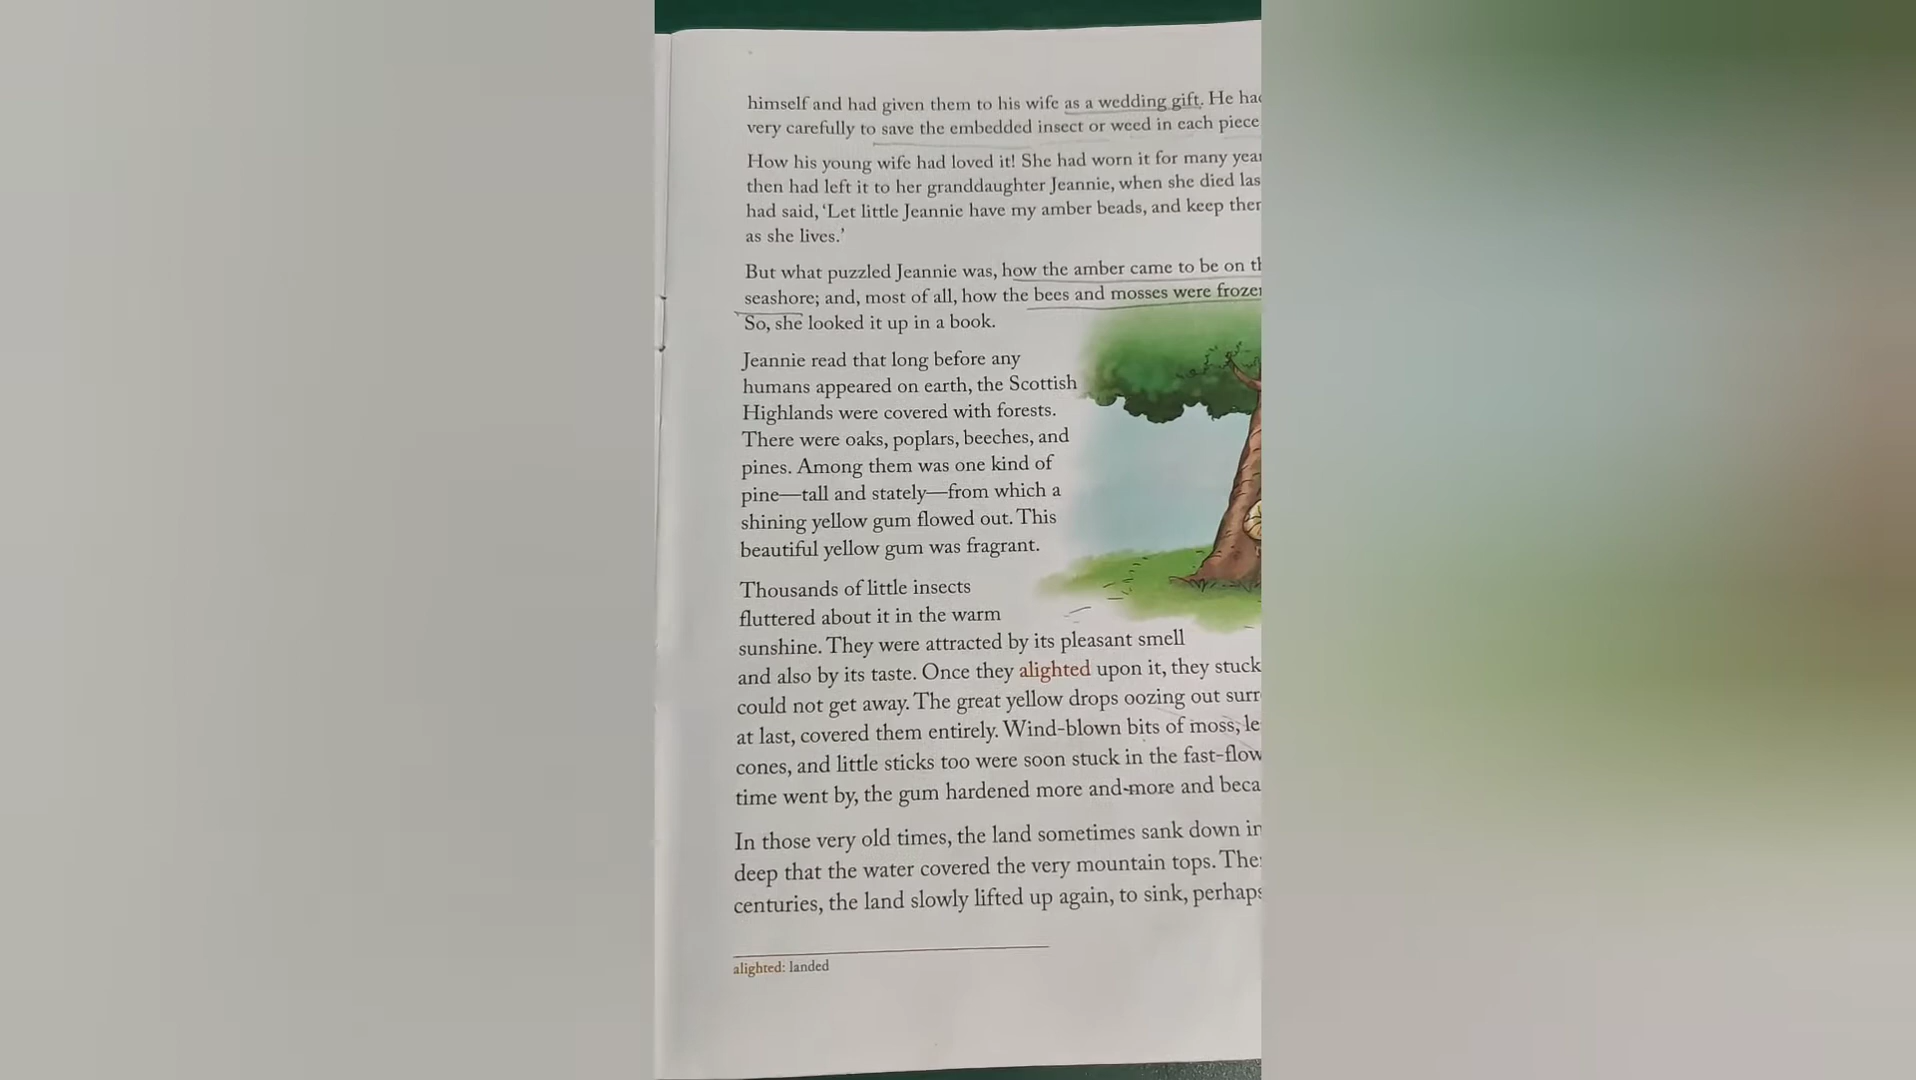 himself and had given them to his wife as a wedding gift. He had
very carefully to save the embedded insect or weed in each piece
How his young wife had loved it! She had worn it for many
then had left it to her granddaughter Jeannie, when she died
had said, ‘Let little Jeannie have my amber beads, and keep
as she lives.’
But what puzzled Jeannie was, how the amber came to be on
seashore; and, most of all, how the bees and mosses were
So, she looked it up in a book.
Jeannie read that long before any
humans appeared on earth, the Scottish
Highlands were covered with forests.
There were oaks, poplars, beeches, and
pines. Among them was one kind of
pine—tall and stately—from which a
shining yellow gum flowed out. This
beautiful yellow gum was fragrant.
Thousands of little insects
fluttered about it in the warm
sunshine. They were attracted by its pleasant smell
and also by its taste. Once they alighted upon it, they stuck
could not get away. The great yellow drops oozing out
at last, covered them entirely. Wind-blown bits of moss,
cones, and little sticks too were soon stuck in the
time went by, the gum hardened more and more and
In those very old times, the land sometimes sank down
deep that the water covered the very mountain tops.
centuries, the land slowly lifted up again, to sink, perhaps
alighted: landed